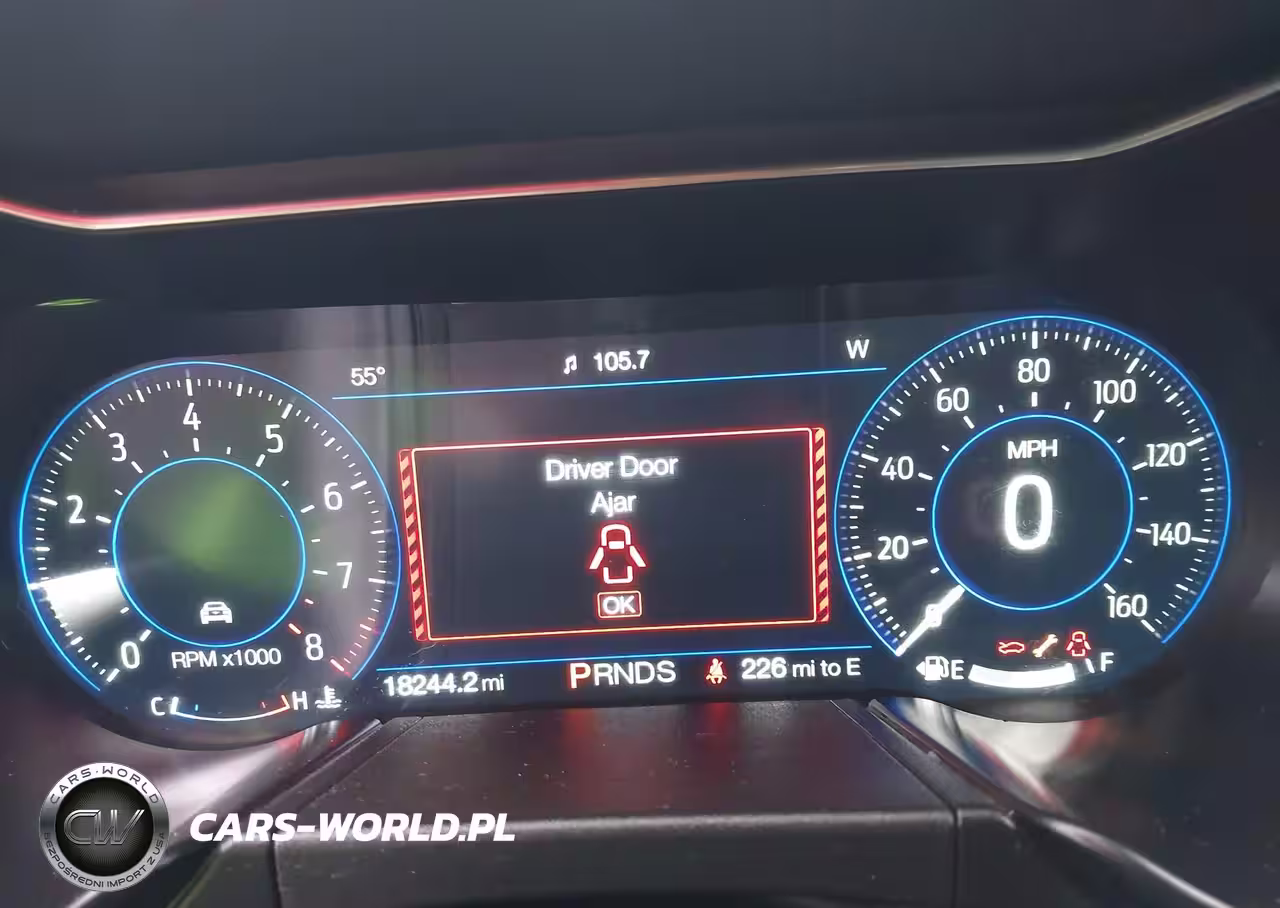 55°
105.7
W
0
2
3
4
5
6
7
8
RPM x1000
C
H
Driver Door
Ajar
OK
20
40
60
80
100
120
140
160
MPH
0
18244.2 mi
PRNDS
226 mi to E
E
F
CARS-WORLD
CW
BEZPOŚREDNI IMPORT Z USA
CARS-WORLD.PL